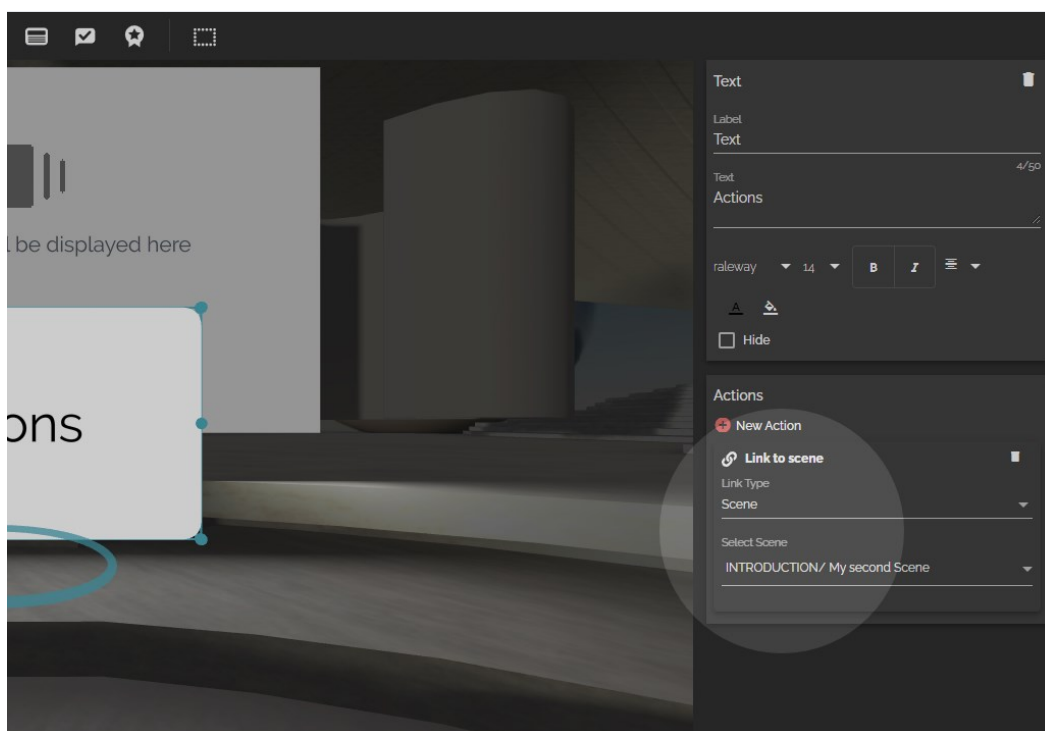 l be displayed here
ons
Text
Label
Text
4/50
Text
Actions
raleway 14 B I
A
Hide
Actions
New Action
Link to scene
Link Type
Scene
Select Scene
INTRODUCTION/ My second Scene